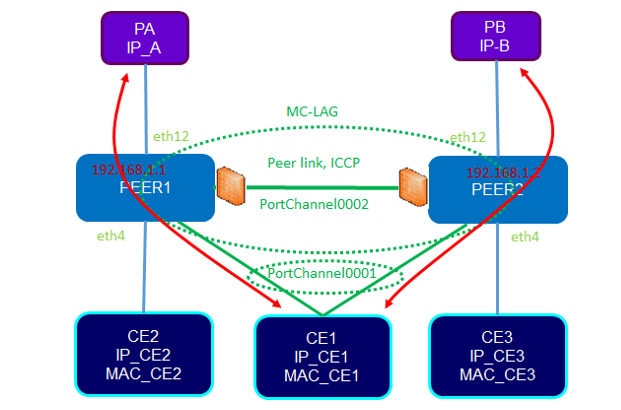 PA
IP_A
PB
IP-B
MC-LAG
eth12
eth12
Peer link, ICCP
192.168.1.1
PEER1
192.168.1.2
PEER2
PortChannel0002
eth4
eth4
PortChannel0001
CE2
IP_CE2
MAC_CE2
CE1
IP_CE1
MAC_CE1
CE3
IP_CE3
MAC_CE3